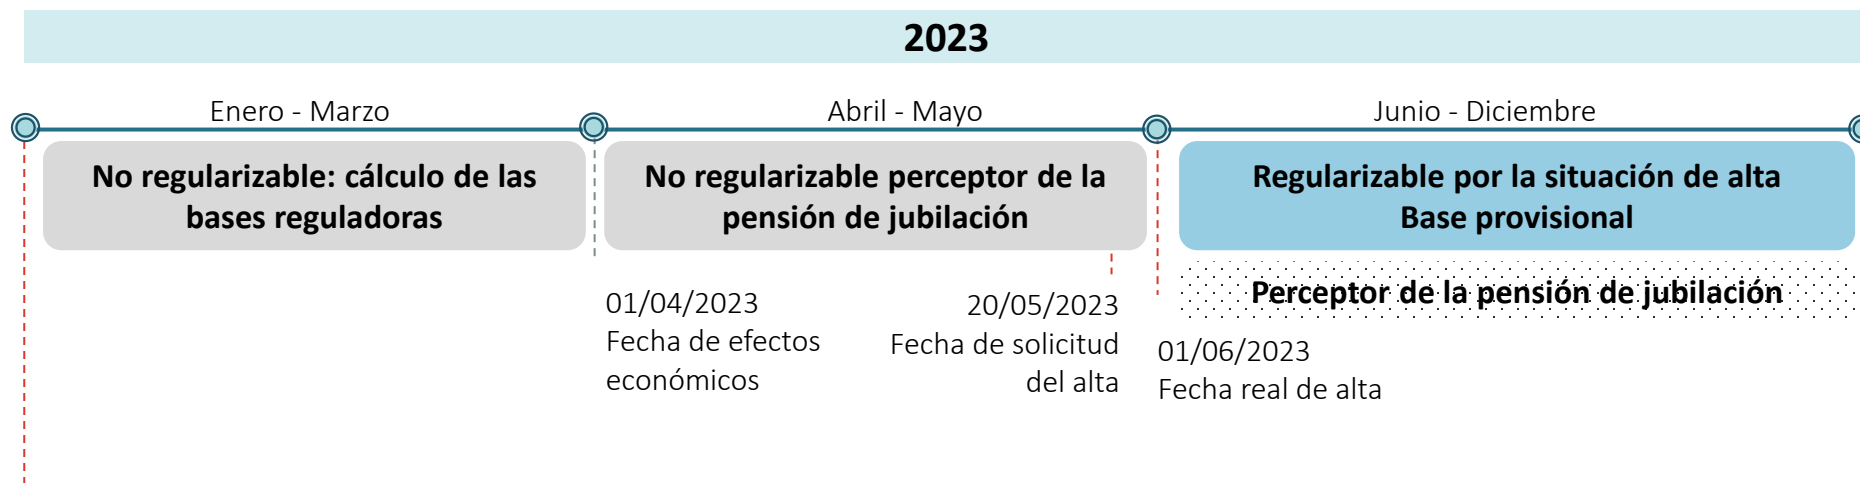 2023
Enero - Marzo
Abril - Mayo
Junio - Diciembre
No regularizable: cálculo de las
bases reguladoras
No regularizable perceptor de la
pensión de jubilación
Regularizable por la situación de alta
Base provisional
Perceptor de la pensión de jubilación
01/04/2023
Fecha de efectos
económicos
20/05/2023
Fecha de solicitud
del alta
01/06/2023
Fecha real de alta